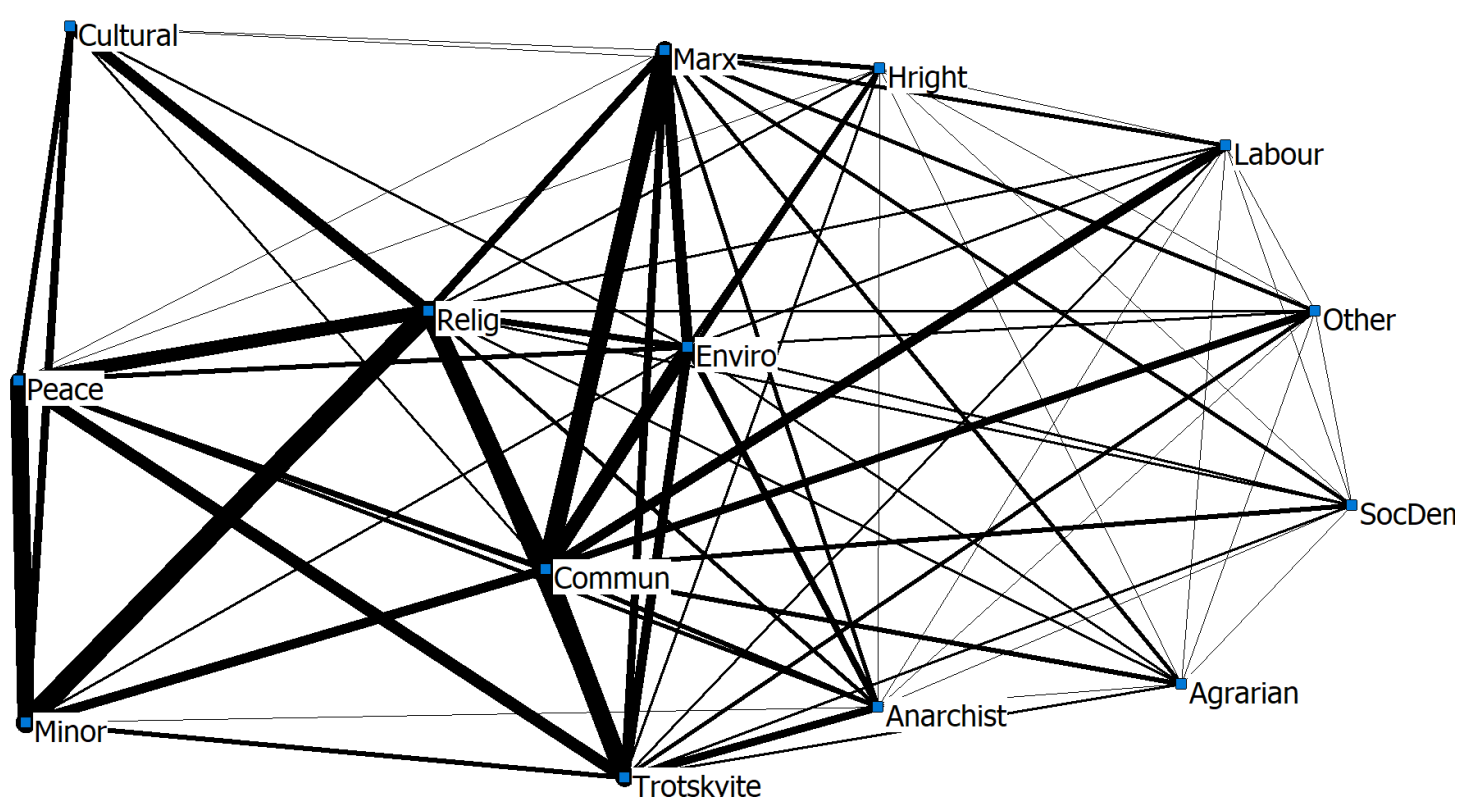 Cultural
Marx
Hright
Labour
Relig
Other
Enviro
Peace
SocDen
Commun
Agrarian
Anarchist
Minor
Trotskvite